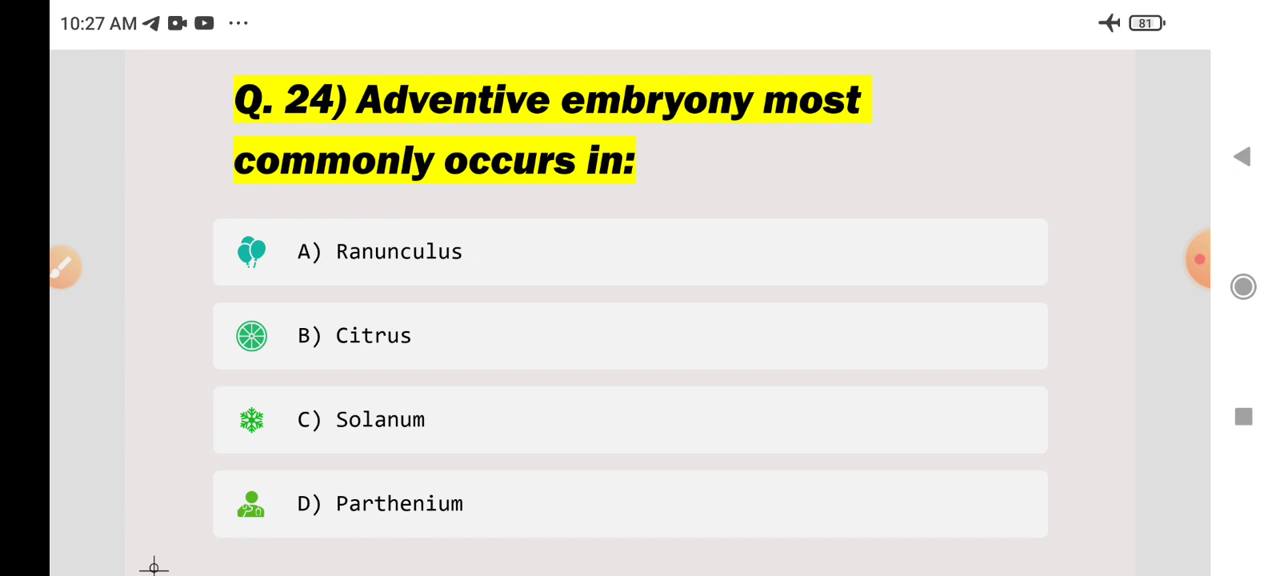 10:27 AM ... 81
Q. 24) Adventive embryony most
commonly occurs in:
A) Ranunculus
B) Citrus
C) Solanum
D) Parthenium